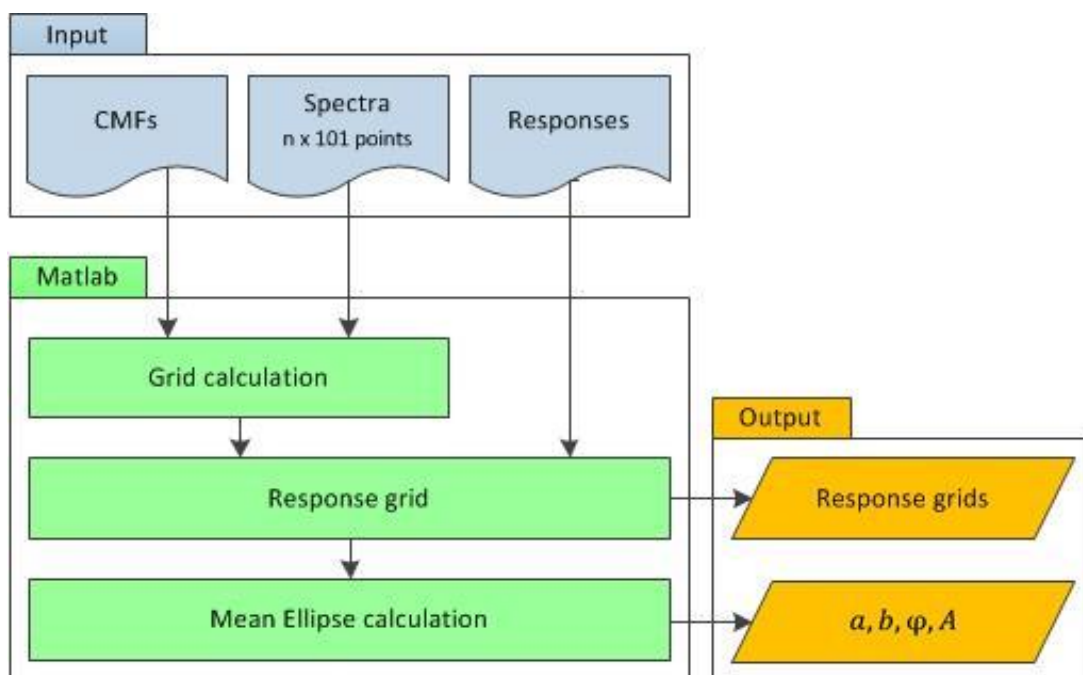 Input
CMFs
Spectra
n x 101 points
Responses
Matlab
Grid calculation
Output
Response grid
Response grids
Mean Ellipse calculation
a, b, φ, A